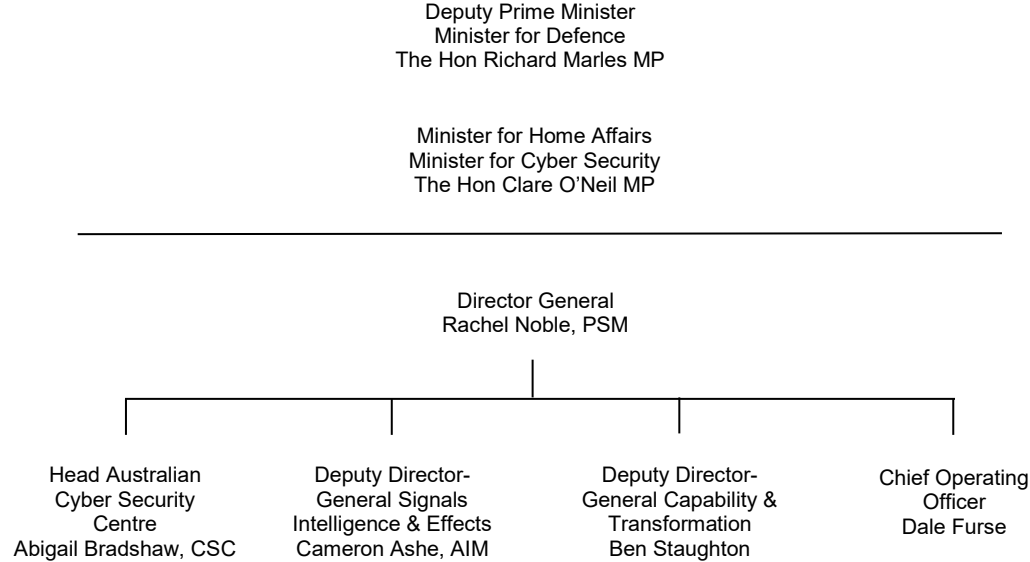 Deputy Prime Minister
Minister for Defence
The Hon Richard Marles MP
Minister for Home Affairs
Minister for Cyber Security
The Hon Clare O’Neil MP
Director General
Rachel Noble, PSM
Head Australian
Cyber Security
Centre
Abigail Bradshaw, CSC
Deputy Director-
General Signals
Intelligence & Effects
Cameron Ashe, AIM
Deputy Director-
General Capability &
Transformation
Ben Staughton
Chief Operating
Officer
Dale Furse